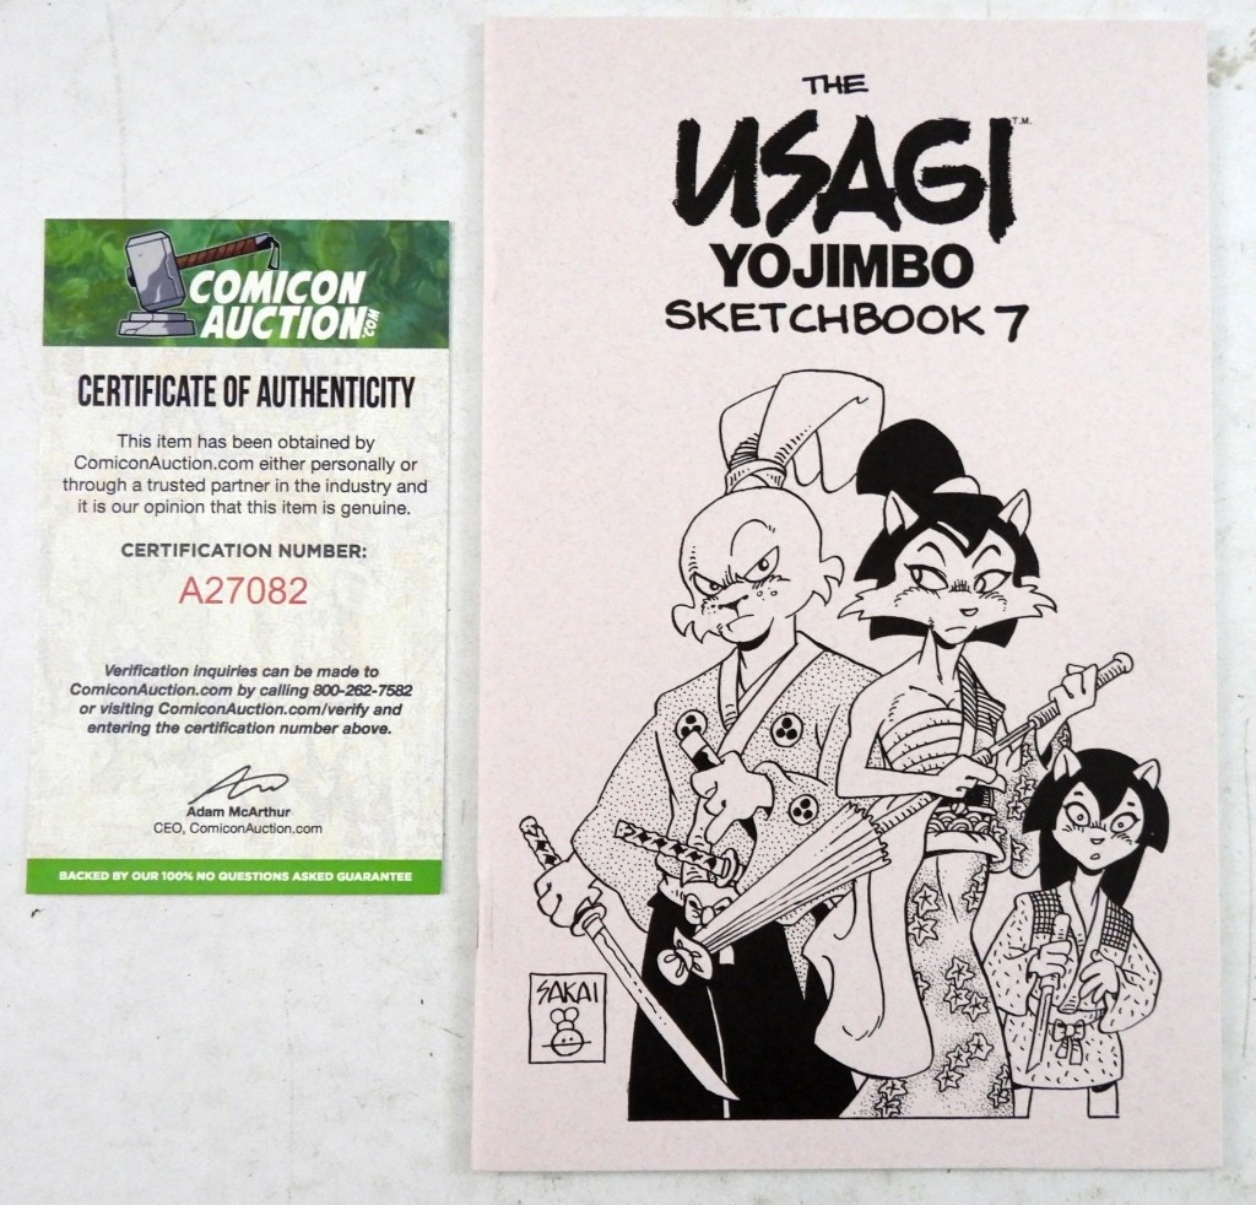 COMICON
AUCTION.COM
CERTIFICATE OF AUTHENTICITY
This item has been obtained by
ComiconAuction.com either personally or
through a trusted partner in the industry and
it is our opinion that this item is genuine.
CERTIFICATION NUMBER:
A27082
Verification inquiries can be made to
ComiconAuction.com by calling 800-262-7582
or visiting ComiconAuction.com/verify and
entering the certification number above.
Adam McArthur
CEO, ComiconAuction.com
BACKED BY OUR 100% NO QUESTIONS ASKED GUARANTEE
THE
USAGI T.M.
YOJIMBO
SKETCHBOOK 7
SAKAI